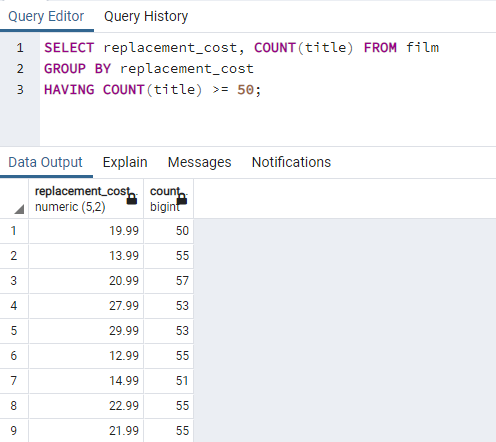 Query Editor Query History
1 SELECT replacement_cost, COUNT(title) FROM film
2 GROUP BY replacement_cost
3 HAVING COUNT(title) >= 50;
Data Output Explain Messages Notifications
replacement_cost count
numeric (5,2) bigint
1 19.99 50
2 13.99 55
3 20.99 57
4 27.99 53
5 29.99 53
6 12.99 55
7 14.99 51
8 22.99 55
9 21.99 55